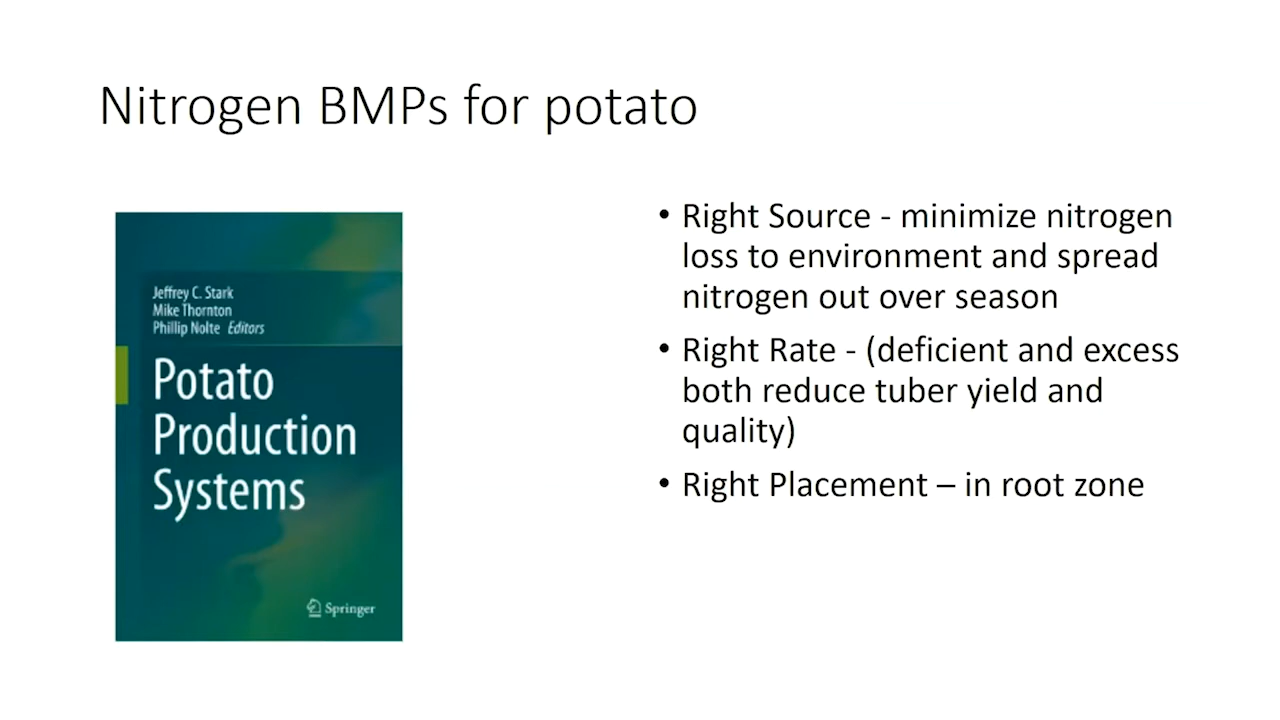 Nitrogen BMPs for potato
Jeffrey C. Stark
Mike Thornton
Phillip Nolte Editors
Potato
Production
Systems
Springer
• Right Source - minimize nitrogen
loss to environment and spread
nitrogen out over season
• Right Rate - (deficient and excess
both reduce tuber yield and
quality)
• Right Placement – in root zone